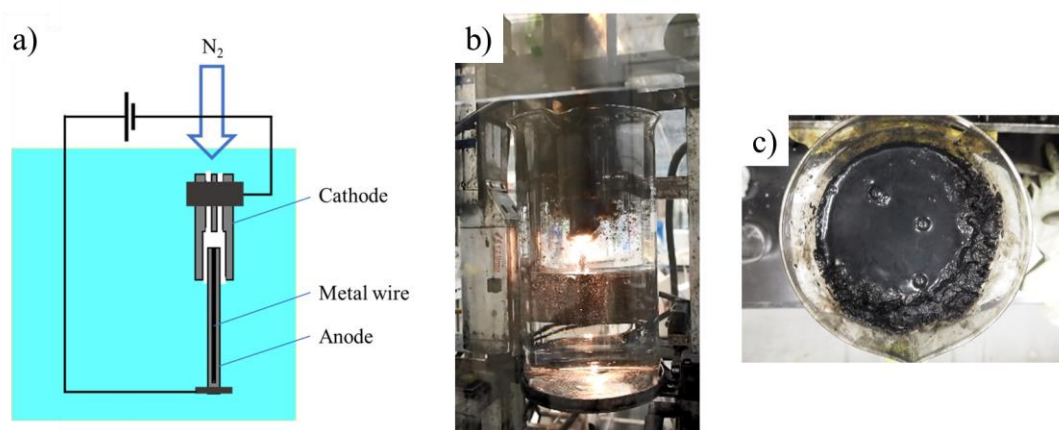 a)
N₂
Cathode
Metal wire
Anode
b)
c)